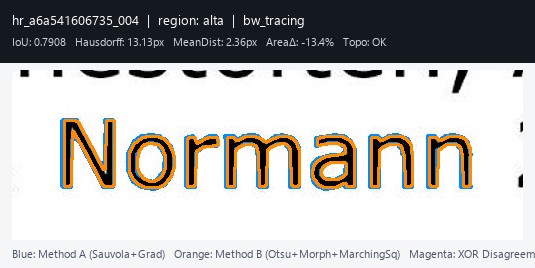 hr_a6a541606735_004 | region: alta | bw_tracing
IoU: 0.7908 Hausdorff: 13.13px MeanDist: 2.36px AreaΔ: -13.4% Topo: OK
Normann
Blue: Method A (Sauvola+Grad) Orange: Method B (Otsu+Morph+MarchingSq) Magenta: XOR Disagreem